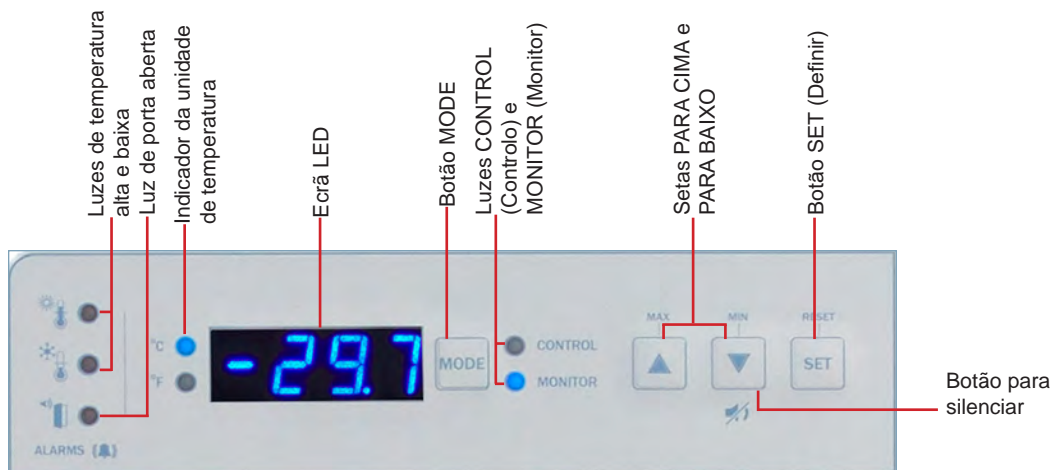 Luzes de temperatura
alta e baixa
Luz de porta aberta
Indicador da unidade
de temperatura
Ecrã LED
Botão MODE
Luzes CONTROL
(Controlo) e
MONITOR (Monitor)
Setas PARA CIMA e
PARA BAIXO
Botão SET (Definir)
°C
°F
-29.7
MODE
CONTROL
MONITOR
MAX
MIN
RESET
SET
ALARMS
Botão para
silenciar